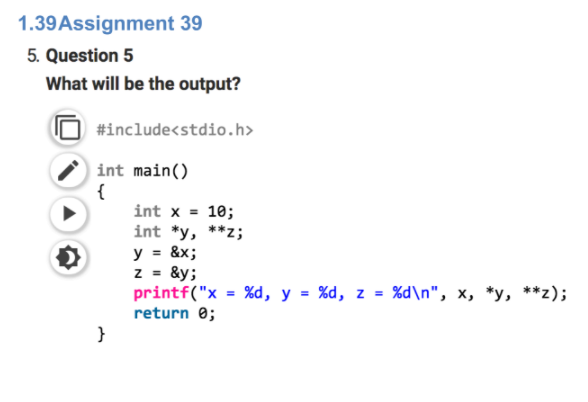 1.39Assignment 39
5. Question 5
What will be the output?
#include<stdio.h>
int main()
{
int x = 10;
int *y, **z;
y = &x;
z = &y;
printf("x = %d, y = %d, z = %d\n", x, *y, **z);
return 0;
}